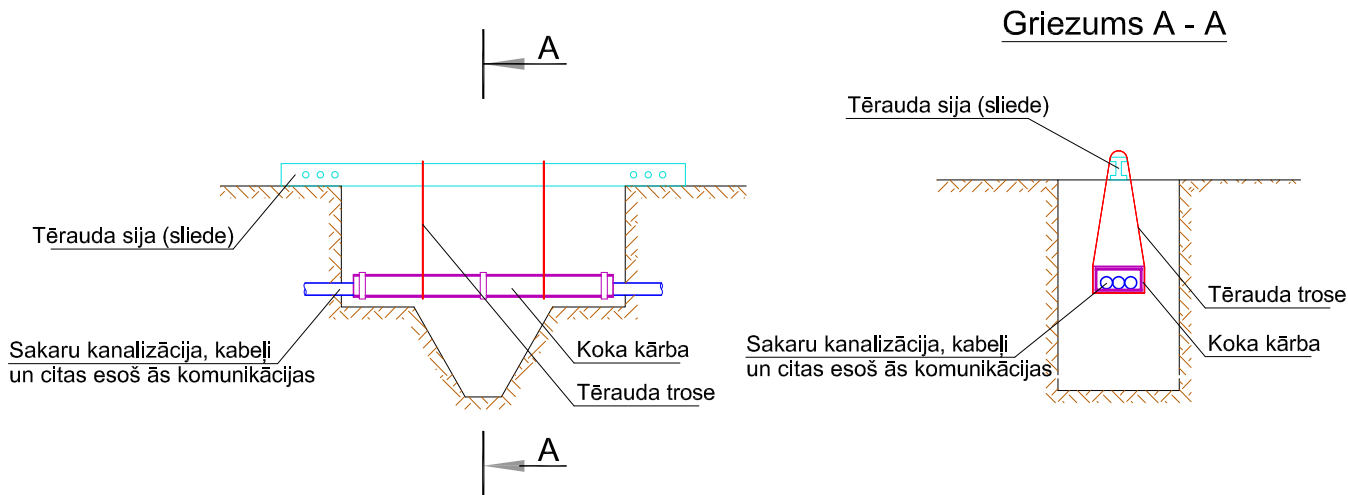 A
Tērauda sija (sliede)
Sakaru kanalizācija, kabeļi
un citas esoš ās komunikācijas
Koka kārba
Tērauda trose
A
Griezums A - A
Tērauda sija (sliede)
Tērauda trose
Sakaru kanalizācija, kabeļi
un citas esoš ās komunikācijas
Koka kārba